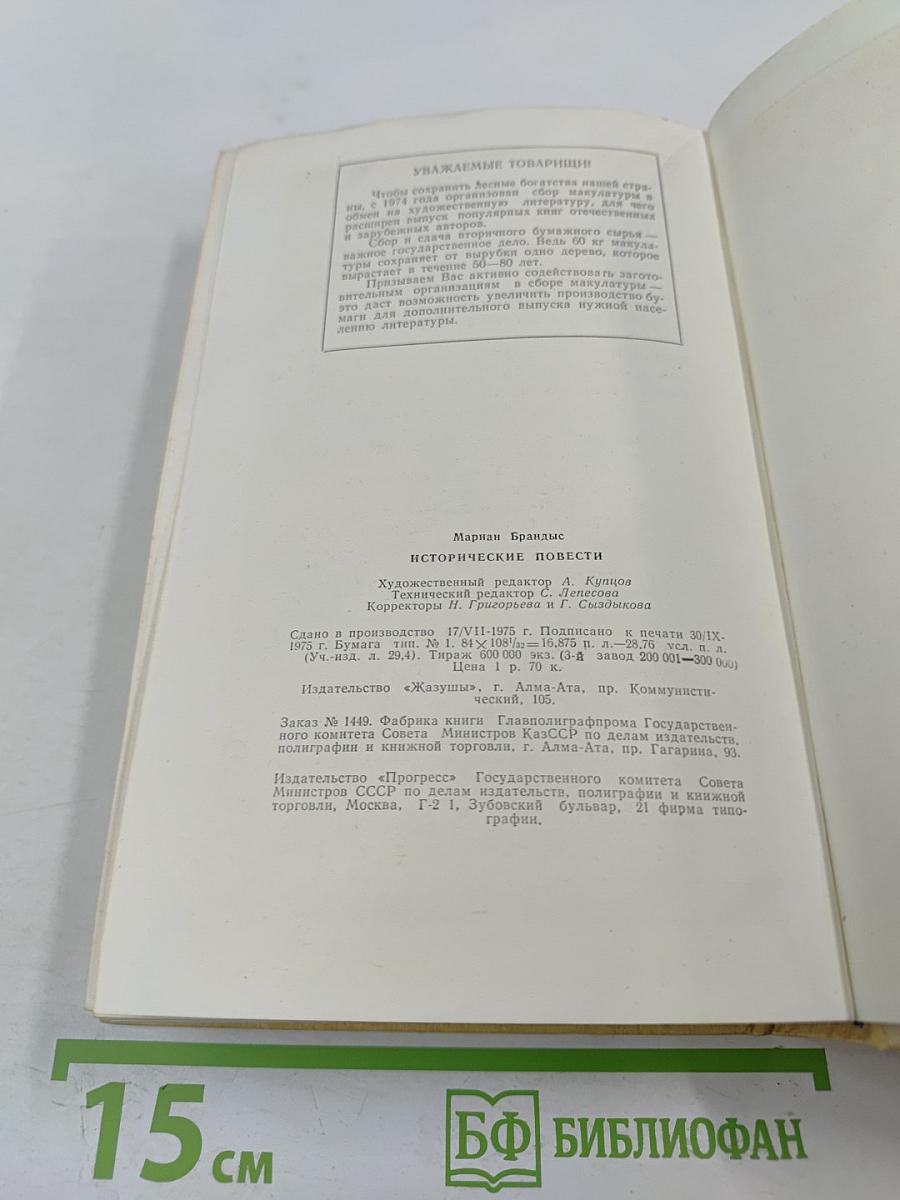 УВАЖАЕМЫЕ ТОВАРИЩИ!
Чтобы сохранить лесные богатства нашей стра-
ны, с 1974 года организован сбор макулатуры в
обмен на художественную литературу, для чего
расширен выпуск популярных книг отечественных
и зарубежных авторов.
Сбор и сдача вторичного бумажного сырья —
важное государственное дело. Ведь 60 кг макула-
туры сохраняет от вырубки одно дерево, которое
вырастает в течение 50—80 лет.
Призываем Вас активно содействовать загото-
вительным организациям в сборе макулатуры —
это даст возможность увеличить производство бу-
маги для дополнительного выпуска нужной насе-
лению литературы.
Мариан Брандыс
ИСТОРИЧЕСКИЕ ПОВЕСТИ
Художественный редактор А. Купцов
Технический редактор С. Лепесова
Корректоры Н. Григорьева и Г. Сыздыкова
Сдано в производство 17/VII-1975 г. Подписано к печати 30/IX-
1975 г. Бумага тип. № 1. 84×108¹/₃₂=16,875 п. л.—28,76 усл. п. л.
(Уч.-изд. л. 29,4). Тираж 600 000 экз. (3-й завод 200 001—300 000)
Цена 1 р. 70 к.
Издательство «Жазушы», г. Алма-Ата, пр. Коммунисти-
ческий, 105.
Заказ № 1449. Фабрика книги Главполиграфпрома Государствен-
ного комитета Совета Министров КазССР по делам издательств,
полиграфии и книжной торговли, г. Алма-Ата, пр. Гагарина, 93.
Издательство «Прогресс» Государственного комитета Совета
Министров СССР по делам издательств, полиграфии и книжной
торговли, Москва, Г-2 1, Зубовский бульвар, 21 фирма типо-
графии.
15 см
БФ БИБЛИОФАН